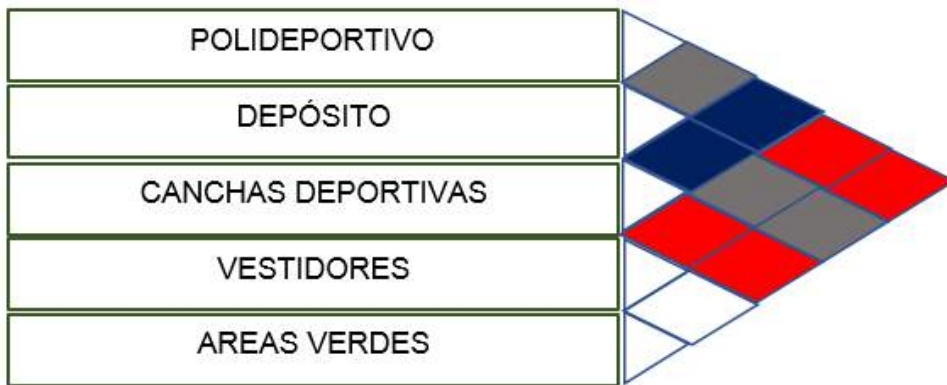 POLIDEPORTIVO
DEPÓSITO
CANCHAS DEPORTIVAS
VESTIDORES
AREAS VERDES